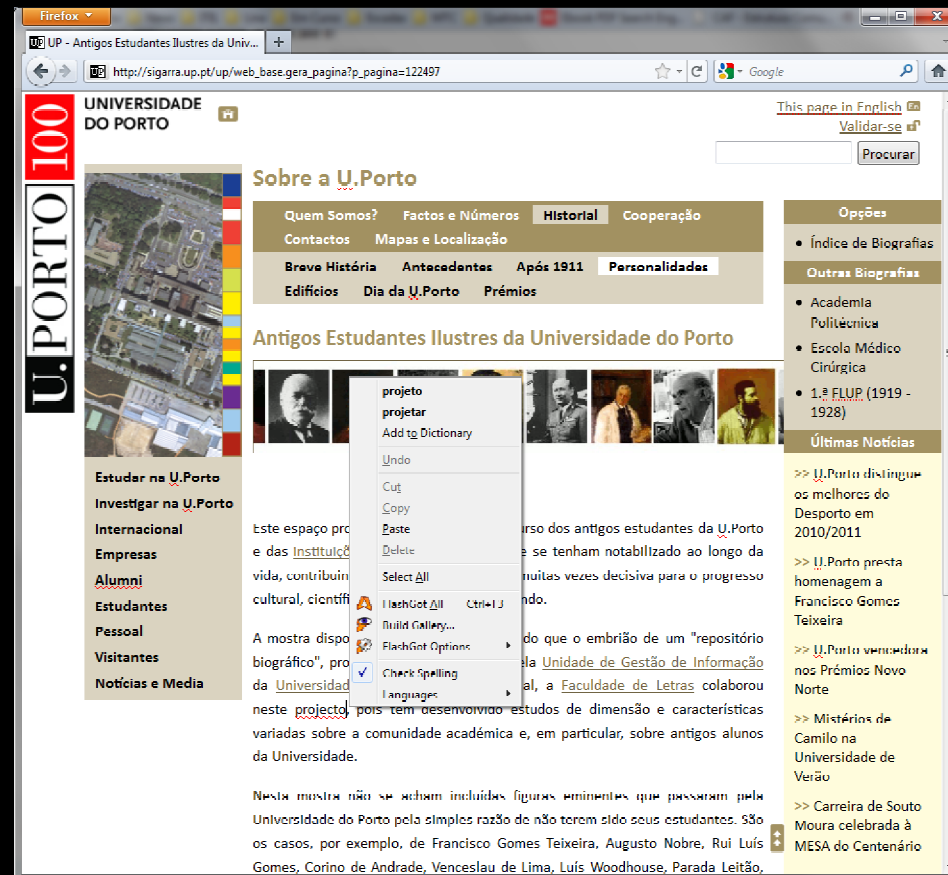 Firefox
UP - Antigos Estudantes Ilustres da Univ...
http://sigarra.up.pt/up/web_base.gera_pagina?p_pagina=122497
Google
U.PORTO 100
UNIVERSIDADE
DO PORTO
This page in English
Validar-se
Procurar
Sobre a U.Porto
Quem Somos? Factos e Números Historial Cooperação
Contactos Mapas e Localização
Breve História Antecedentes Após 1911 Personalidades
Edifícios Dia da U.Porto Prémios
Antigos Estudantes Ilustres da Universidade do Porto
Estudar na U.Porto
Investigar na U.Porto
Internacional
Empresas
Alumni
Estudantes
Pessoal
Visitantes
Notícias e Media
projeto
projetar
Add to Dictionary
Undo
Cut
Copy
Paste
Delete
Select All
FlashGot All Ctrl+F3
Build Gallery...
FlashGot Options
Check Spelling
Languages
Este espaço urso dos antigos estudantes da U.Porto
e das e se tenham notabilizado ao longo da
vida, muitas vezes decisiva para o progresso
cultural,
A mostra do que o embrião de um "repositório
biográfico", ela Unidade de Gestão de Informação
da al, a Faculdade de Letras colaborou
neste projecto, pois tem desenvolvido estudos de dimensão e características
variadas sobre a comunidade académica e, em particular, sobre antigos alunos
da Universidade.
Nesta mostra não se acham incluídas figuras eminentes que passaram pela
Universidade do Porto pela simples razão de não terem sido seus estudantes. São
os casos, por exemplo, de Francisco Gomes Teixeira, Augusto Nobre, Rui Luís
Gomes, Corino de Andrade, Venceslau de Lima, Luís Woodhouse, Parada Leitão,
Opções
Índice de Biografias
Outras Biografias
Academia
Politécnica
Escola Médico
Cirúrgica
1.ª FLUP (1919 -
1928)
Últimas Notícias
>> U.Porto distingue
os melhores do
Desporto em
2010/2011
>> U.Porto presta
homenagem a
Francisco Gomes
Teixeira
>> U.Porto vencedora
nos Prémios Novo
Norte
>> Mistérios de
Camilo na
Universidade de
Verão
>> Carreira de Souto
Moura celebrada à
MESA do Centenário